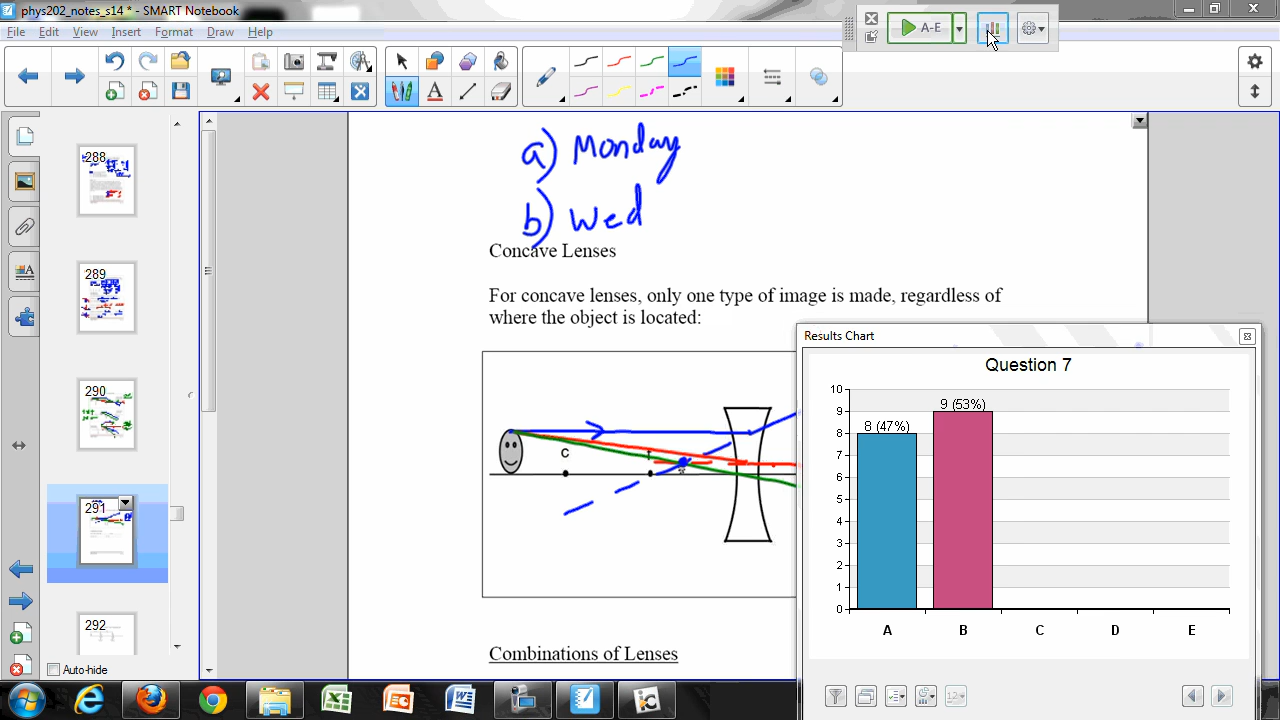 phys202_notes_s14 * - SMART Notebook
File Edit View Insert Format Draw Help
A-E
288
289
290
291
292
Auto-hide
a) Monday
b) Wed
Concave Lenses
For concave lenses, only one type of image is made, regardless of
where the object is located:
C
f
Combinations of Lenses
Results Chart
Question 7
10
9
8
7
6
5
4
3
2
1
0
8 (47%)
9 (53%)
A B C D E
12